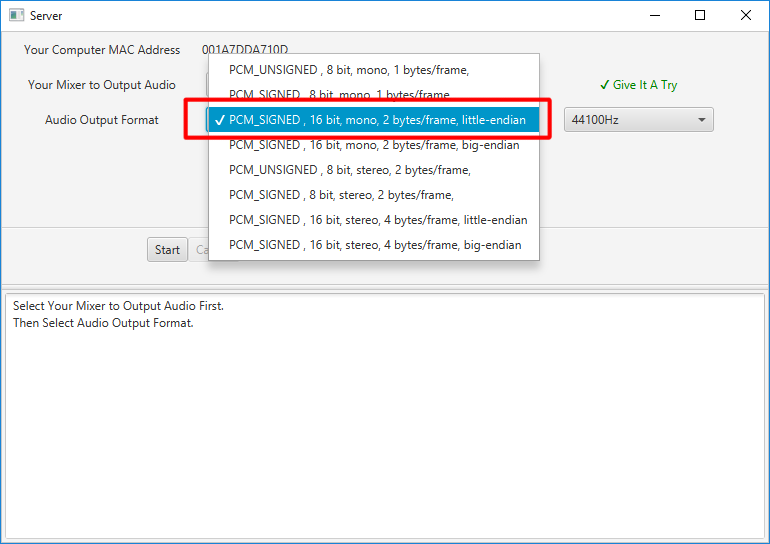 Server
Your Computer MAC Address 001A7DDA710D
Your Mixer to Output Audio
✓ Give It A Try
Audio Output Format
44100Hz
PCM_UNSIGNED , 8 bit, mono, 1 bytes/frame,
PCM_SIGNED , 8 bit, mono, 1 bytes/frame,
✓ PCM_SIGNED , 16 bit, mono, 2 bytes/frame, little-endian
PCM_SIGNED , 16 bit, mono, 2 bytes/frame, big-endian
PCM_UNSIGNED , 8 bit, stereo, 2 bytes/frame,
PCM_SIGNED , 8 bit, stereo, 2 bytes/frame,
PCM_SIGNED , 16 bit, stereo, 4 bytes/frame, little-endian
PCM_SIGNED , 16 bit, stereo, 4 bytes/frame, big-endian
Start
Select Your Mixer to Output Audio First.
Then Select Audio Output Format.